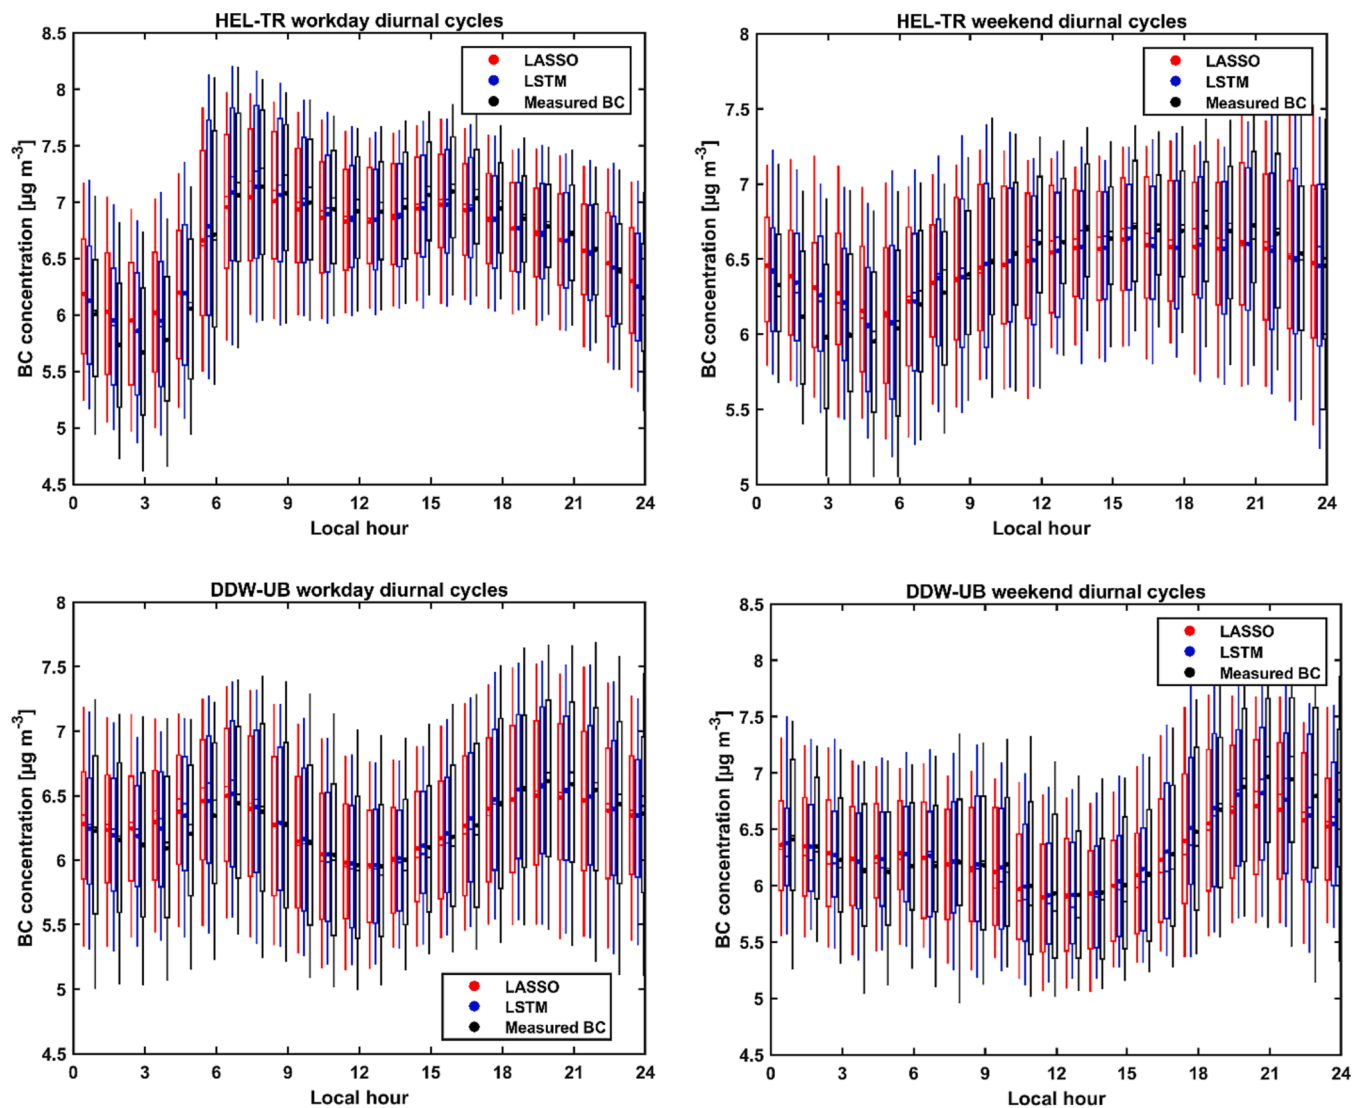 HEL-TR workday diurnal cycles
8.5
8
7.5
7
6.5
6
5.5
5
4.5
BC concentration [µg m⁻³]
LASSO
LSTM
Measured BC
0 3 6 9 12 15 18 21 24
Local hour
HEL-TR weekend diurnal cycles
8
7.5
7
6.5
6
5.5
5
BC concentration [µg m⁻³]
LASSO
LSTM
Measured BC
0 3 6 9 12 15 18 21 24
Local hour
DDW-UB workday diurnal cycles
8
7.5
7
6.5
6
5.5
5
4.5
BC concentration [µg m⁻³]
LASSO
LSTM
Measured BC
0 3 6 9 12 15 18 21 24
Local hour
DDW-UB weekend diurnal cycles
8.5
8
7.5
7
6.5
6
5.5
5
4.5
BC concentration [µg m⁻³]
LASSO
LSTM
Measured BC
0 3 6 9 12 15 18 21 24
Local hour